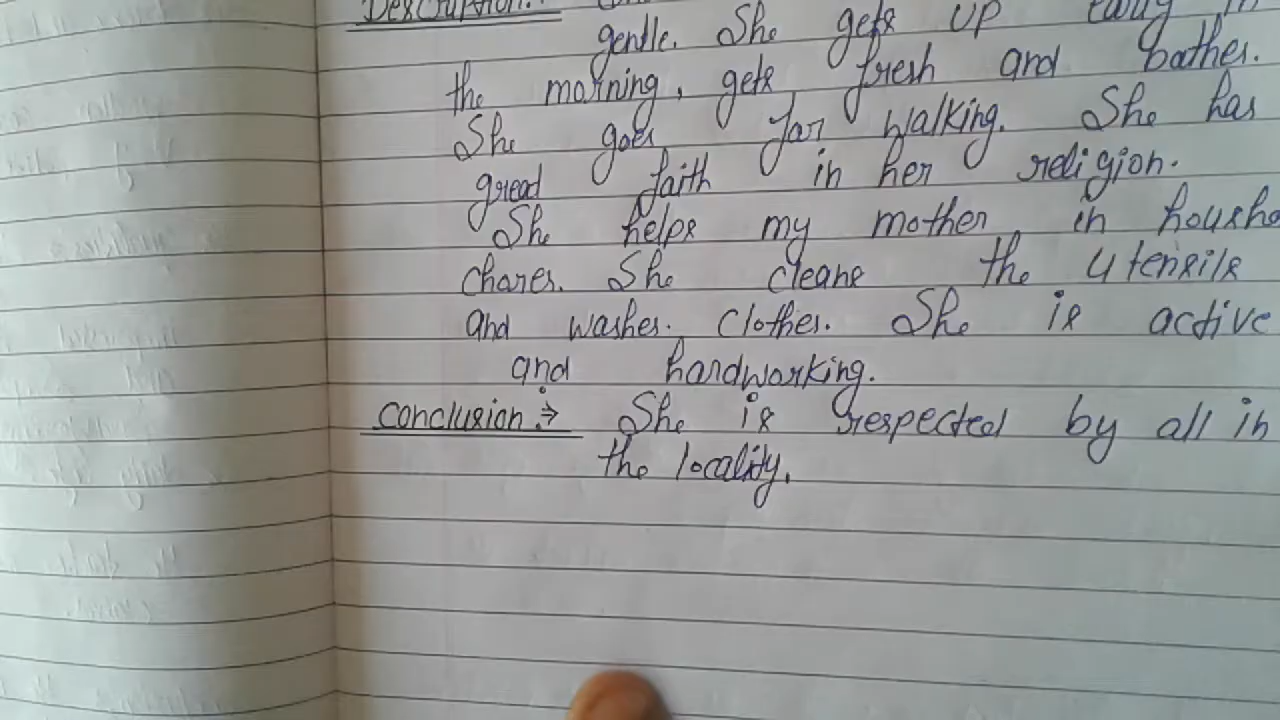 Description:-
gentle. She gets up early in
the morning, gets fresh and bathes.
She goes for walking. She has
great faith in her religion.
She helps my mother in housho
chores. She cleans the utensils
and washes. clothes. She is active
and hardworking.
Conclusion :⇒ She is respected by all in
the locality.